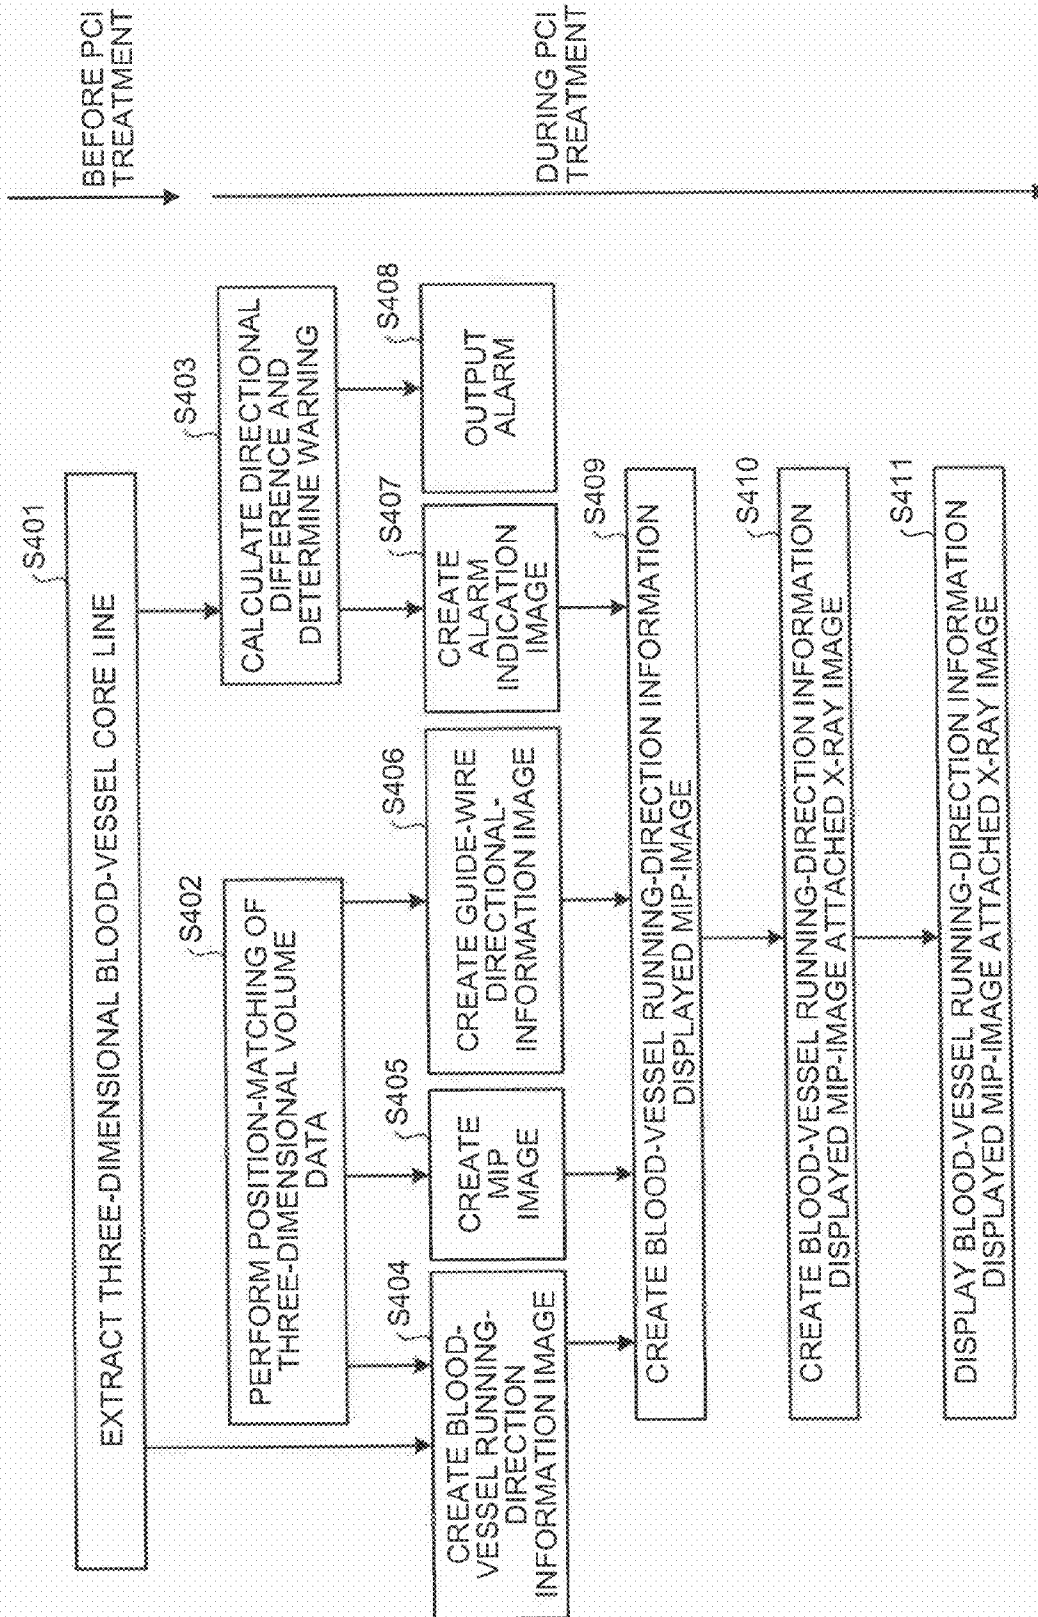 BEFORE PCI
TREATMENT
DURING PCI
TREATMENT
S401
EXTRACT THREE-DIMENSIONAL BLOOD-VESSEL CORE LINE
S402
PERFORM POSITION-MATCHING OF
THREE-DIMENSIONAL VOLUME
DATA
S403
CALCULATE DIRECTIONAL
DIFFERENCE AND
DETERMINE WARNING
S404
CREATE BLOOD-
VESSEL RUNNING-
DIRECTION
INFORMATION IMAGE
S405
CREATE
MIP
IMAGE
S406
CREATE GUIDE-WIRE
DIRECTIONAL-
INFORMATION IMAGE
S407
CREATE
ALARM
INDICATION
IMAGE
S408
OUTPUT
ALARM
S409
CREATE BLOOD-VESSEL RUNNING-DIRECTION INFORMATION
DISPLAYED MIP-IMAGE
S410
CREATE BLOOD-VESSEL RUNNING-DIRECTION INFORMATION
DISPLAYED MIP-IMAGE ATTACHED X-RAY IMAGE
S411
DISPLAY BLOOD-VESSEL RUNNING-DIRECTION INFORMATION
DISPLAYED MIP-IMAGE ATTACHED X-RAY IMAGE